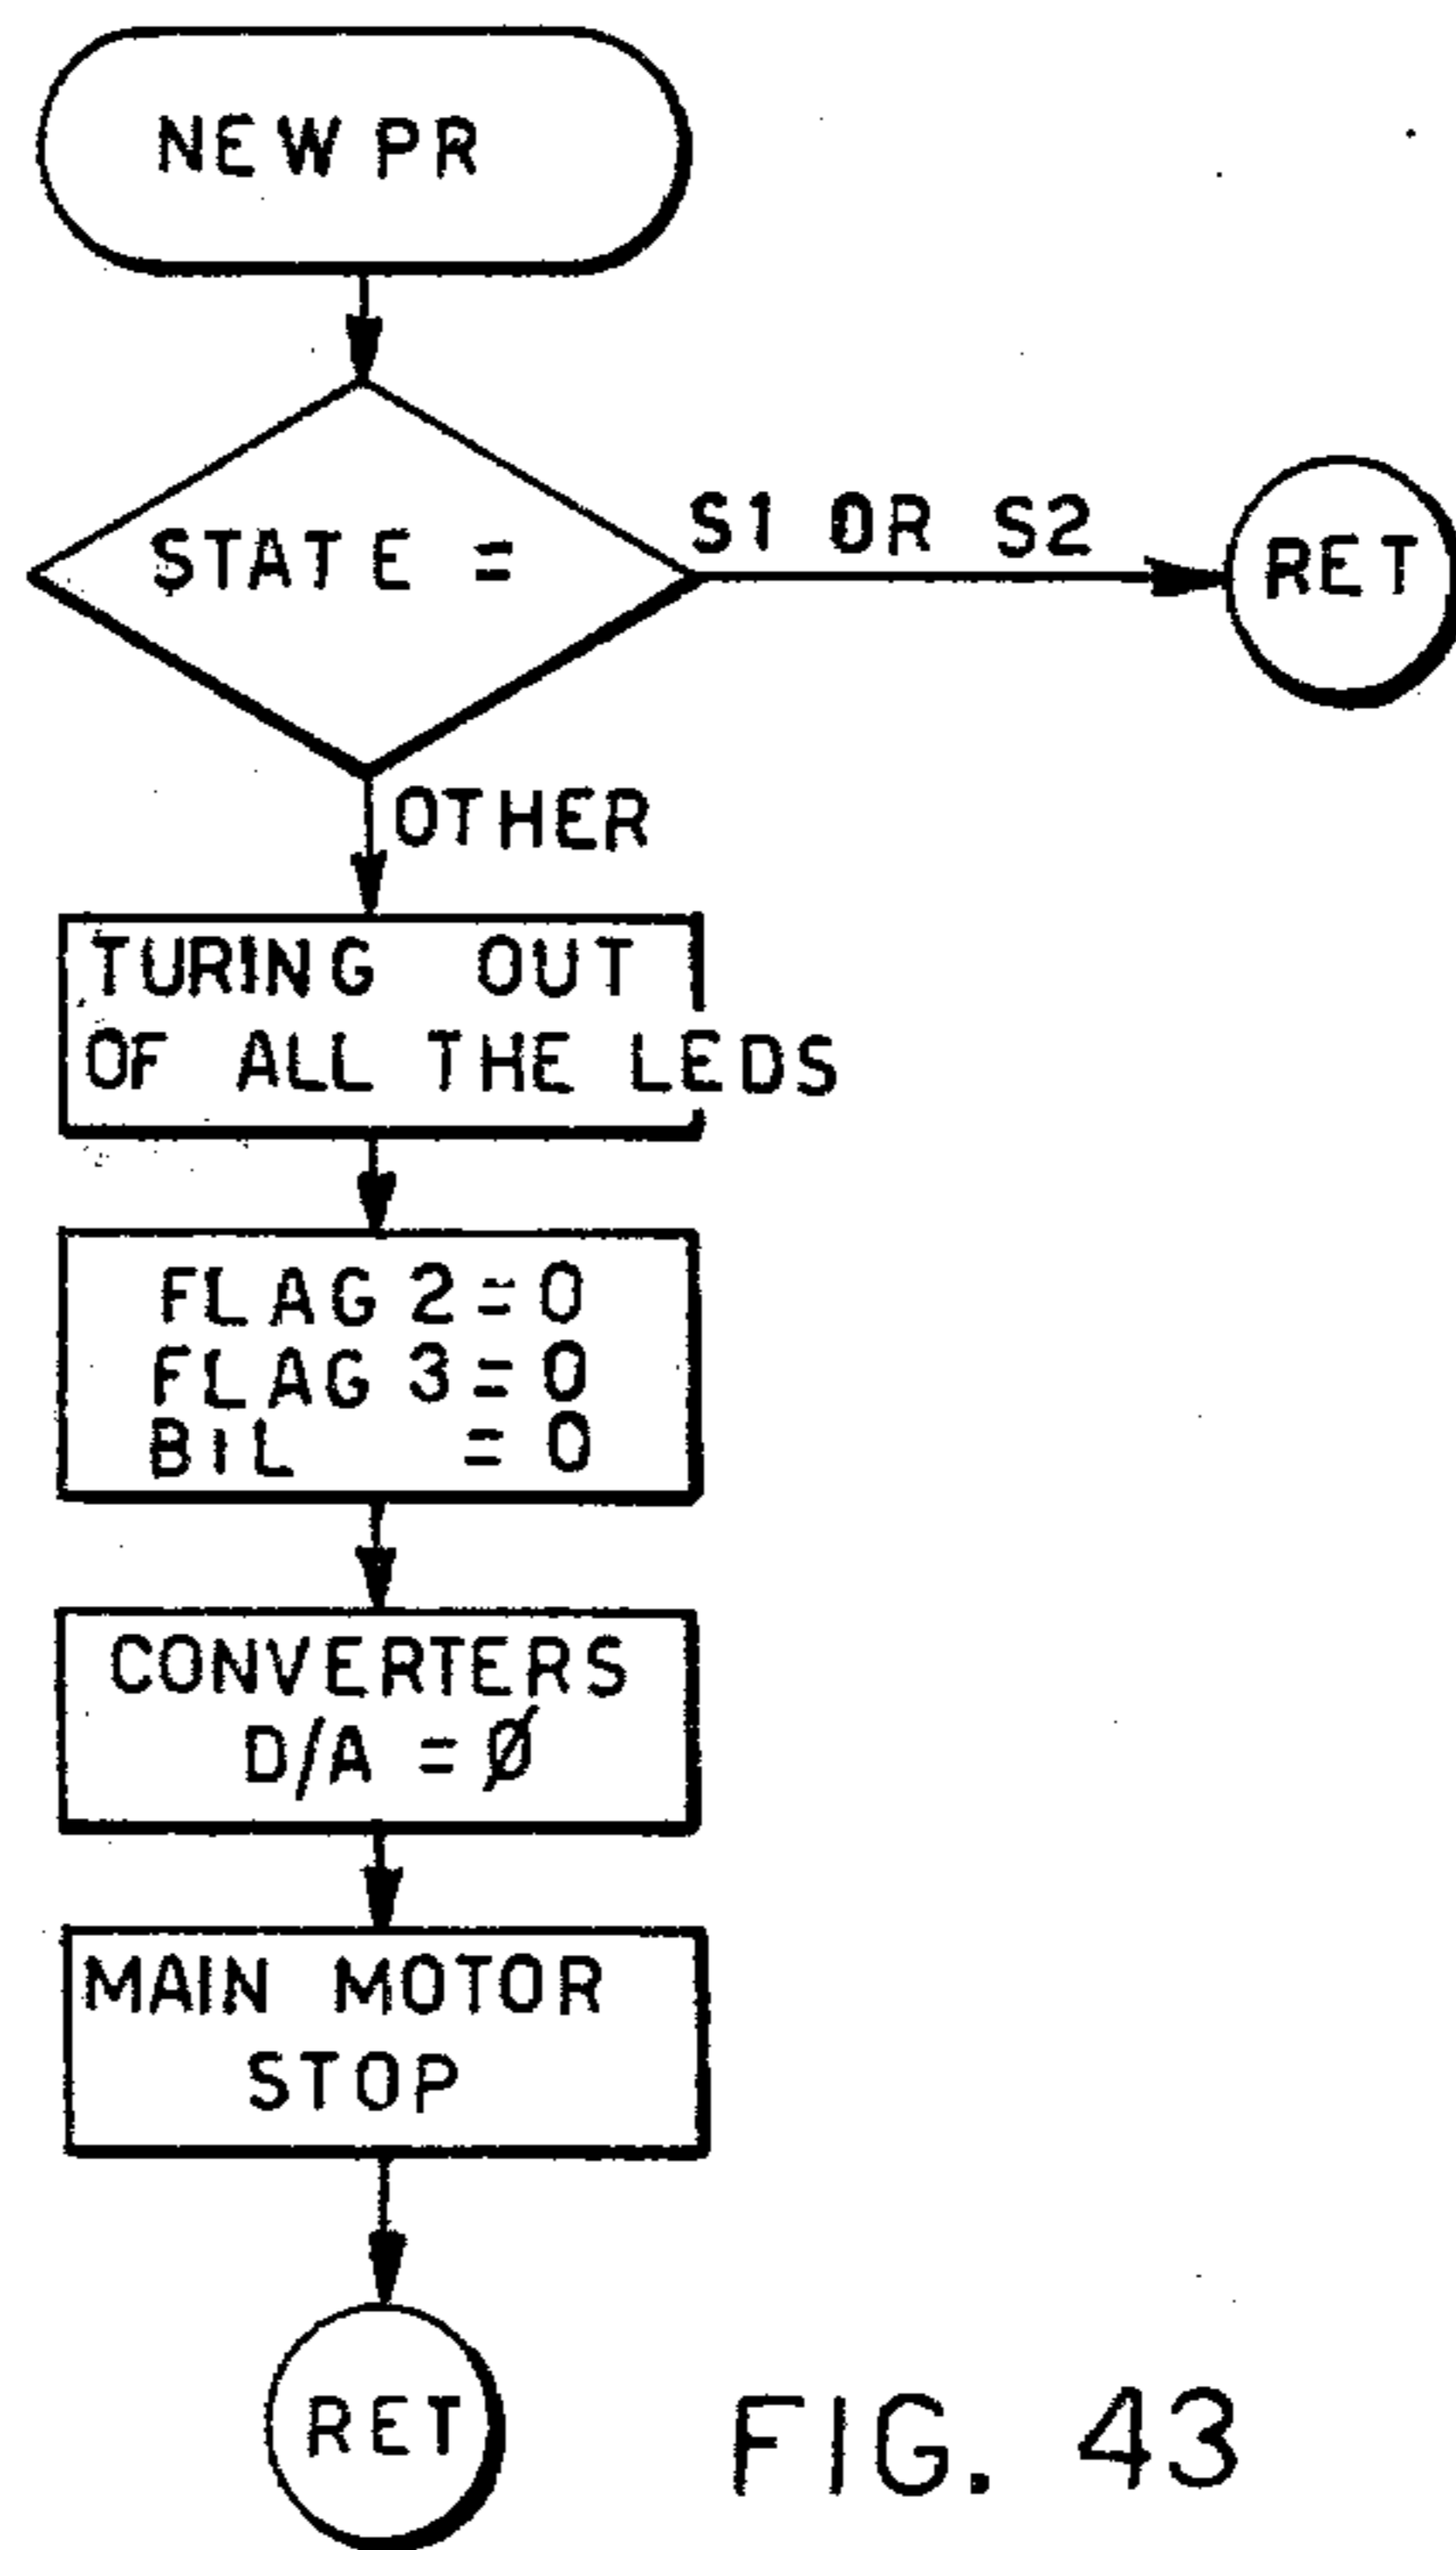 NEW PR
STATE =
S1 OR S2
RET
OTHER
TURING OUT
OF ALL THE LEDS
FLAG 2 = 0
FLAG 3 = 0
BIL = 0
CONVERTERS
D/A = Ø
MAIN MOTOR
STOP
RET
FIG. 43